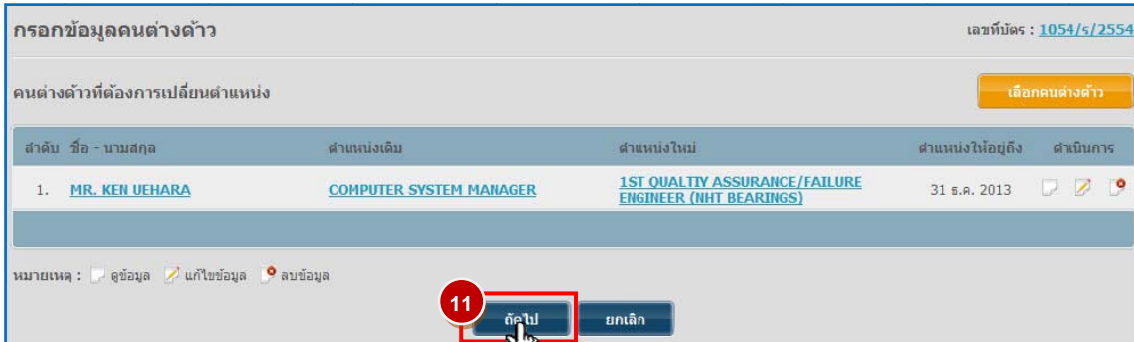 กรอกข้อมูลคนต่างด้าว
เลขที่บัตร : 1054/ร/2554
คนต่างด้าวที่ต้องการเปลี่ยนตำแหน่ง
เลือกคนต่างด้าว
ลำดับ ชื่อ - นามสกุล ตำแหน่งเดิม ตำแหน่งใหม่ ตำแหน่งให้อยู่ถึง ดำเนินการ
1. MR. KEN UEHARA COMPUTER SYSTEM MANAGER 1ST QUALTIY ASSURANCE/FAILURE
ENGINEER (NHT BEARINGS) 31 ธ.ค. 2013
หมายเหตุ : ดูข้อมูล แก้ไขข้อมูล ลบข้อมูล
11
ถัดไป ยกเลิก